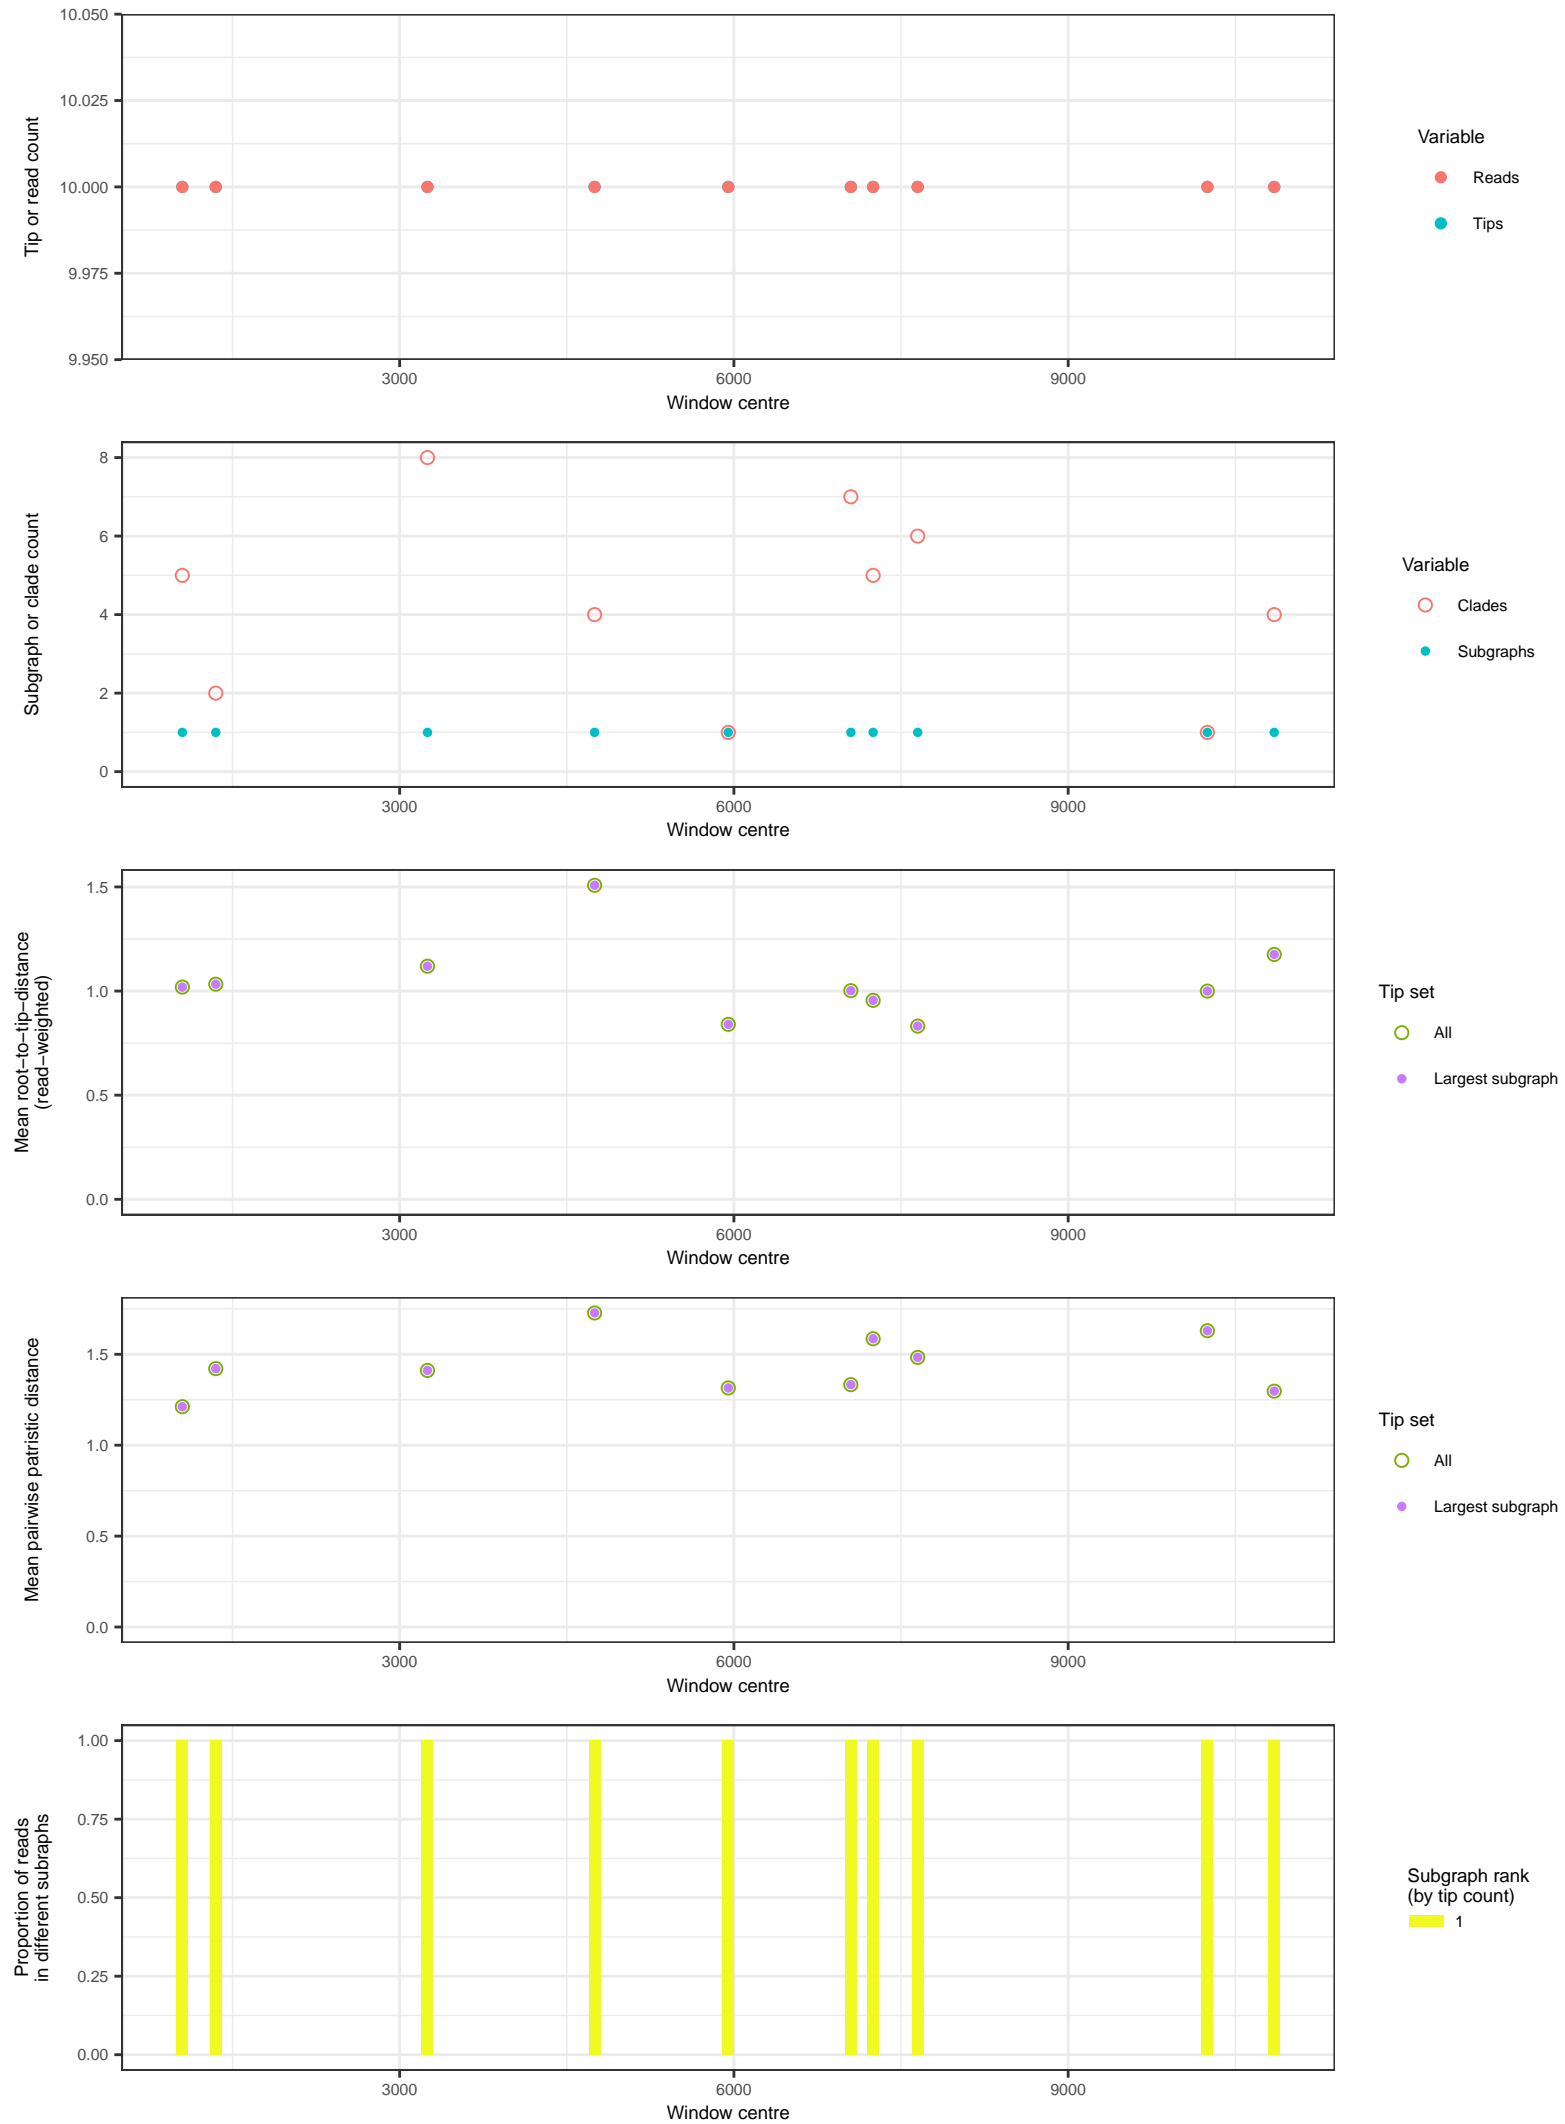 10.050
10.025
10.000
9.975
9.950
Tip or read count
3000
6000
9000
Window centre
Variable
Reads
Tips
8
6
4
2
0
Subgraph or clade count
3000
6000
9000
Window centre
Variable
Clades
Subgraphs
1.5
1.0
0.5
0.0
Mean root−to−tip−distance
(read−weighted)
3000
6000
9000
Window centre
Tip set
All
Largest subgraph
1.5
1.0
0.5
0.0
Mean pairwise patristic distance
3000
6000
9000
Window centre
Tip set
All
Largest subgraph
1.00
0.75
0.50
0.25
0.00
Proportion of reads
in different subraphs
3000
6000
9000
Window centre
Subgraph rank
(by tip count)
1